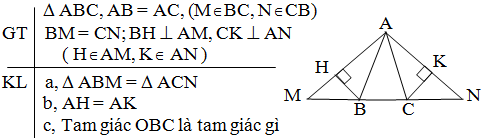 GT
Δ ABC, AB = AC, (M∈BC, N∈CB)
BM = CN; BH ⊥ AM, CK ⊥ AN
( H∈AM, K∈ AN )
KL
a, Δ ABM = Δ ACN
b, AH = AK
c, Tam giác OBC là tam giác gì
A
H
K
M
B
C
N